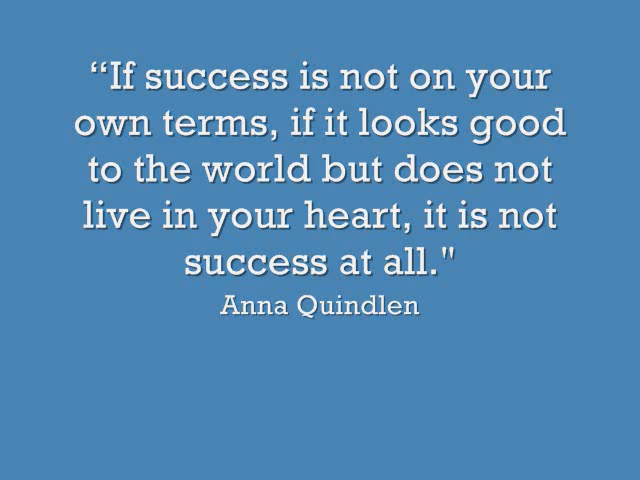 “If success is not on your
own terms, if it looks good
to the world but does not
live in your heart, it is not
success at all."
Anna Quindlen